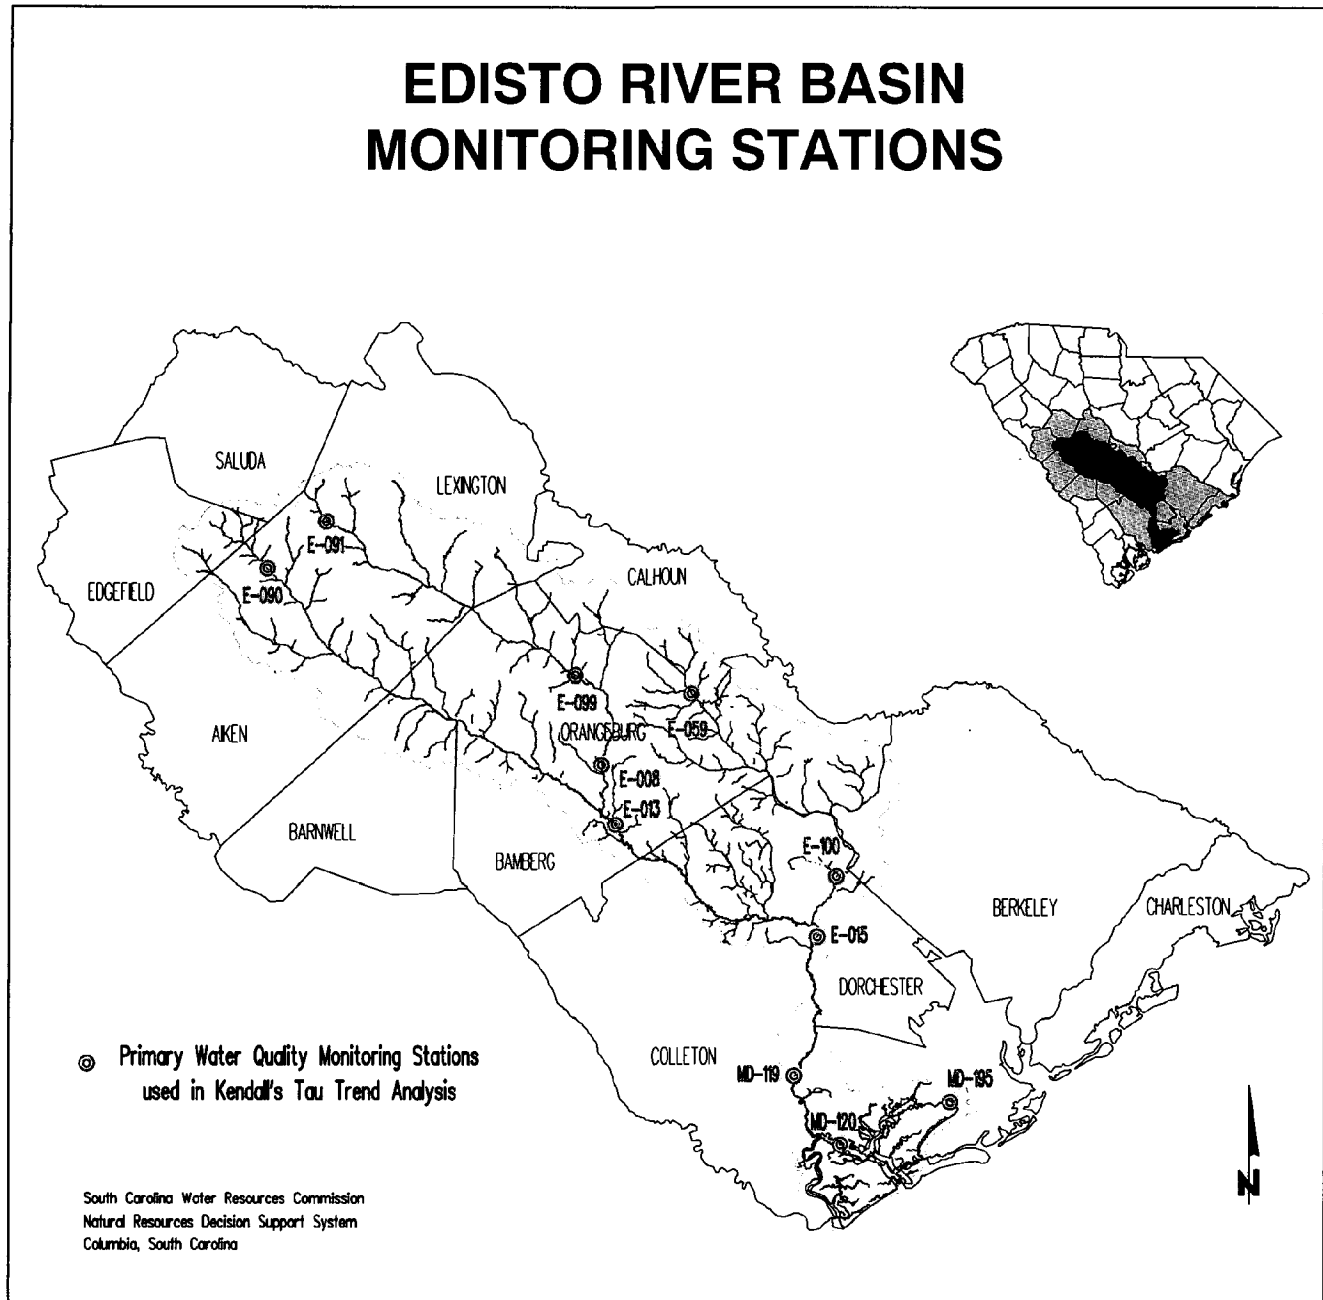 EDISTO RIVER BASIN
MONITORING STATIONS
SALUDA
LEXINGTON
E-091
E-090
EDGEFIELD
CALHOUN
E-099
E-059
ORANGEBURG
AIKEN
E-008
E-013
BARNWELL
BAMBERG
E-100
BERKELEY
CHARLESTON
E-015
DORCHESTER
COLLETON
MD-119
MD-195
MD-120
Primary Water Quality Monitoring Stations
used in Kendall's Tau Trend Analysis
N
South Carolina Water Resources Commission
Natural Resources Decision Support System
Columbia, South Carolina